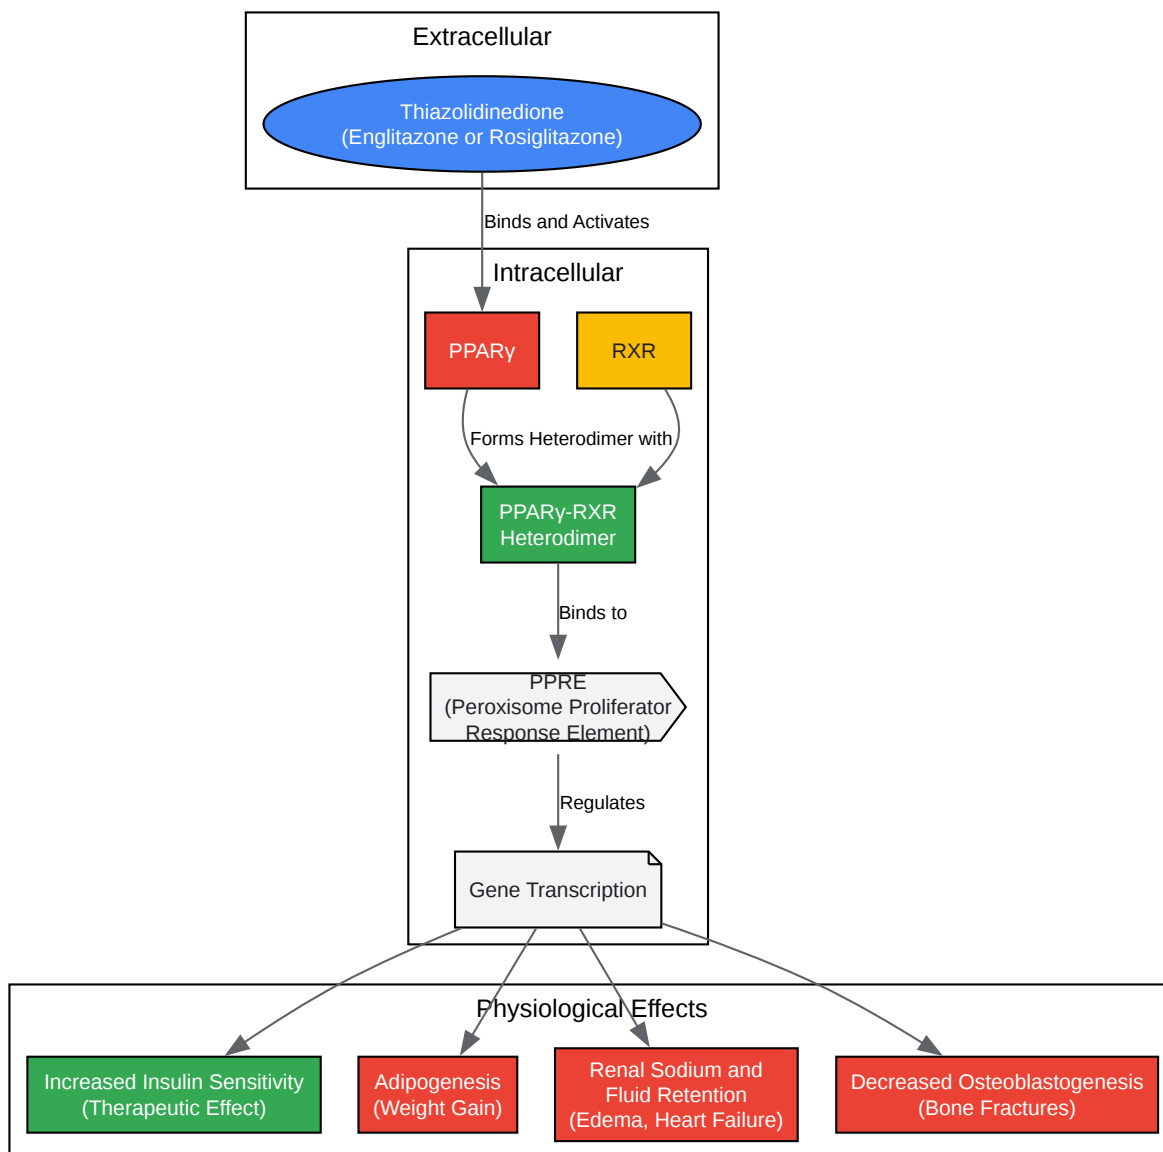 Extracellular
Thiazolidinedione
(Englitazone or Rosiglitazone)
Binds and Activates
Intracellular
PPARγ
RXR
Forms Heterodimer with
PPARγ-RXR
Heterodimer
Binds to
PPRE
(Peroxisome Proliferator
Response Element)
Regulates
Gene Transcription
Physiological Effects
Increased Insulin Sensitivity
(Therapeutic Effect)
Adipogenesis
(Weight Gain)
Renal Sodium and
Fluid Retention
(Edema, Heart Failure)
Decreased Osteoblastogenesis
(Bone Fractures)